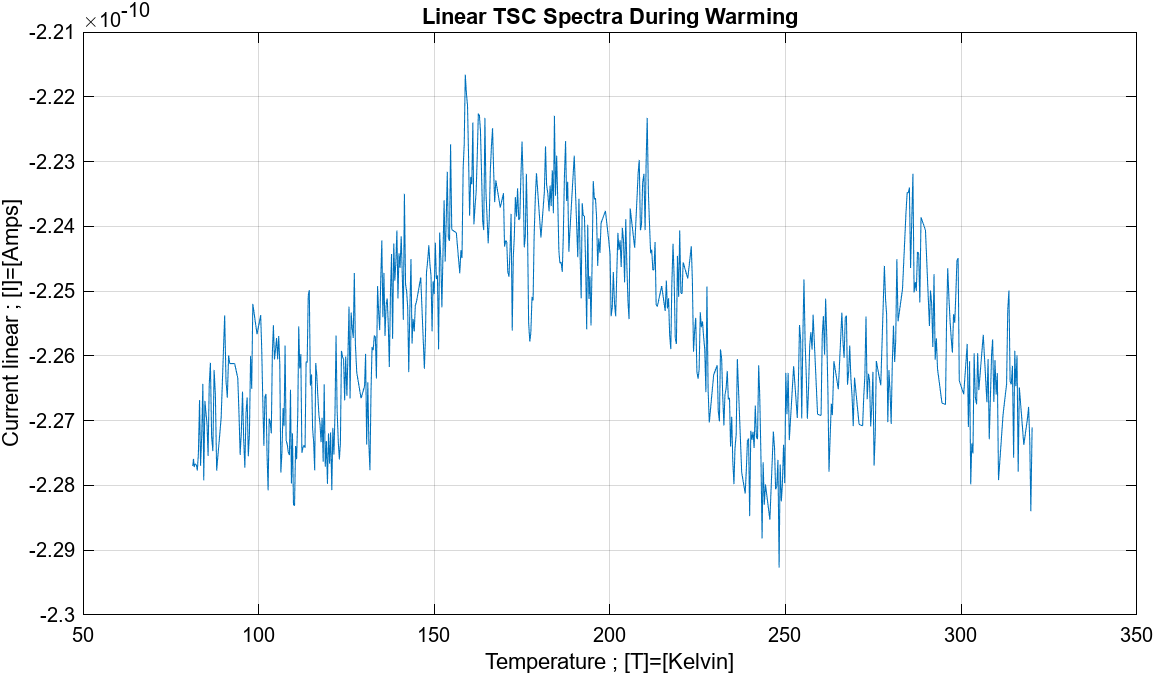 Linear TSC Spectra During Warming
×10-10
-2.21
-2.22
-2.23
-2.24
-2.25
-2.26
-2.27
-2.28
-2.29
-2.3
Current linear ; [I]=[Amps]
50 100 150 200 250 300 350
Temperature ; [T]=[Kelvin]